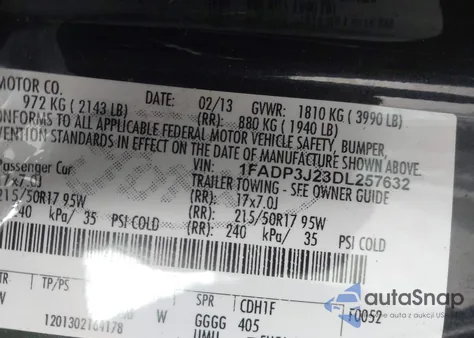 MOTOR CO.
DATE: 02/13 GVWR: 1810 KG ( 3990 LB)
972 KG ( 2143 LB) (RR): 880 KG ( 1940 LB)
CONFORMS TO ALL APPLICABLE FEDERAL MOTOR VEHICLE SAFETY, BUMPER,
VENTION STANDARDS IN EFFECT ON THE DATE OF MANUFACTURE SHOWN ABOVE.
VIN: 1FADP3J23DL257632
Passenger Car TRAILER TOWING - SEE OWNER GUIDE
17x7.0J (RR): 17x7.0J
215/50R17 95W (RR): 215/50R17 95W
240 kPa/ 35 PSI COLD (RR): 240 kPa/ 35 PSI COLD
TR TP/PS SPR CDH1F F0052
W W GGGG 405
autoSnap